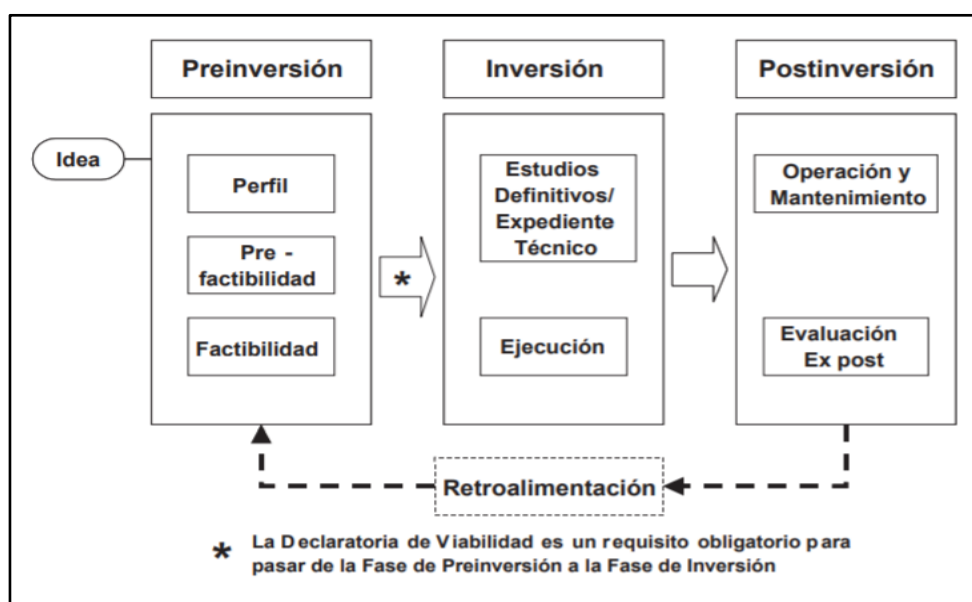 Preinversión
Inversión
Postinversión
Idea
Perfil
Pre -
factibilidad
Factibilidad
*
Estudios
Definitivos/
Expediente
Técnico
Ejecución
Operación y
Mantenimiento
Evaluación
Ex post
Retroalimentación
* La Declaratoria de Viabilidad es un requisito obligatorio para
pasar de la Fase de Preinversión a la Fase de Inversión